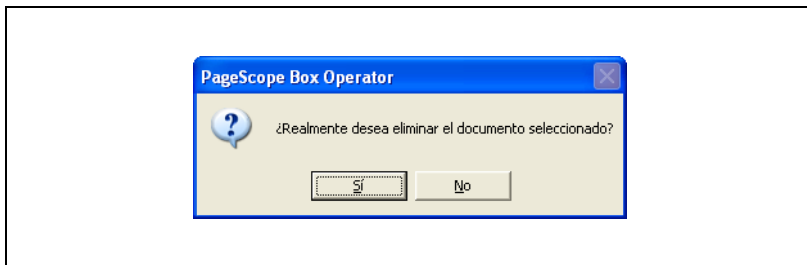 PageScope Box Operator
¿Realmente desea eliminar el documento seleccionado?
Sí No